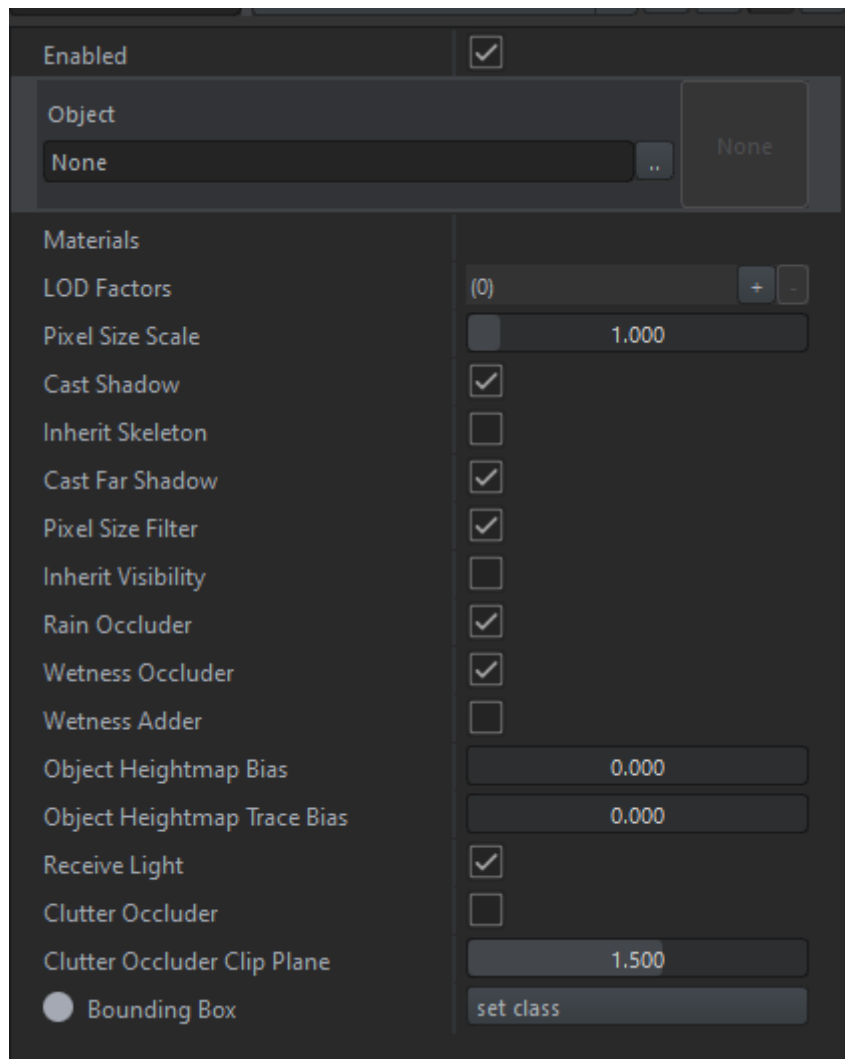 Enabled
Object
None
None
..
Materials
LOD Factors (0) + -
Pixel Size Scale 1.000
Cast Shadow
Inherit Skeleton
Cast Far Shadow
Pixel Size Filter
Inherit Visibility
Rain Occluder
Wetness Occluder
Wetness Adder
Object Heightmap Bias 0.000
Object Heightmap Trace Bias 0.000
Receive Light
Clutter Occluder
Clutter Occluder Clip Plane 1.500
Bounding Box set class